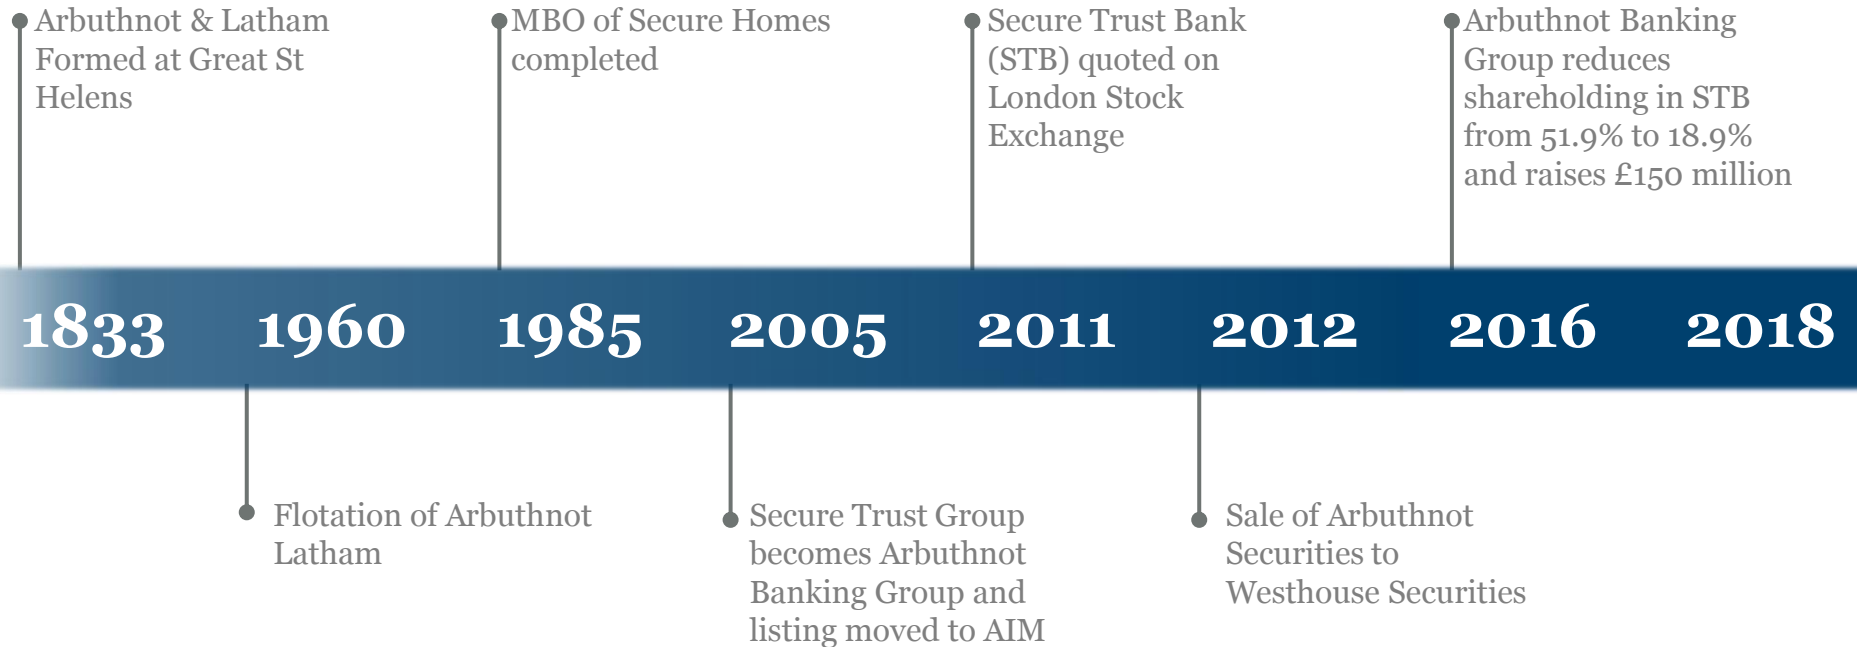 Arbuthnot & Latham
Formed at Great St
Helens
MBO of Secure Homes
completed
Secure Trust Bank
(STB) quoted on
London Stock
Exchange
Arbuthnot Banking
Group reduces
shareholding in STB
from 51.9% to 18.9%
and raises £150 million
1833 1960 1985 2005 2011 2012 2016 2018
Flotation of Arbuthnot
Latham
Secure Trust Group
becomes Arbuthnot
Banking Group and
listing moved to AIM
Sale of Arbuthnot
Securities to
Westhouse Securities